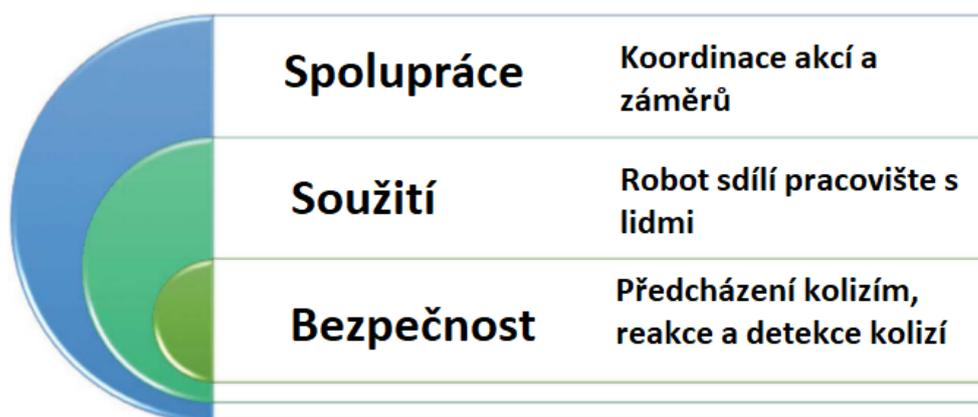 Spolupráce
Koordinace akcí a
záměrů
Soužití
Robot sdílí pracovište s
lidmi
Bezpečnost
Předcházení kolizím,
reakce a detekce kolizí